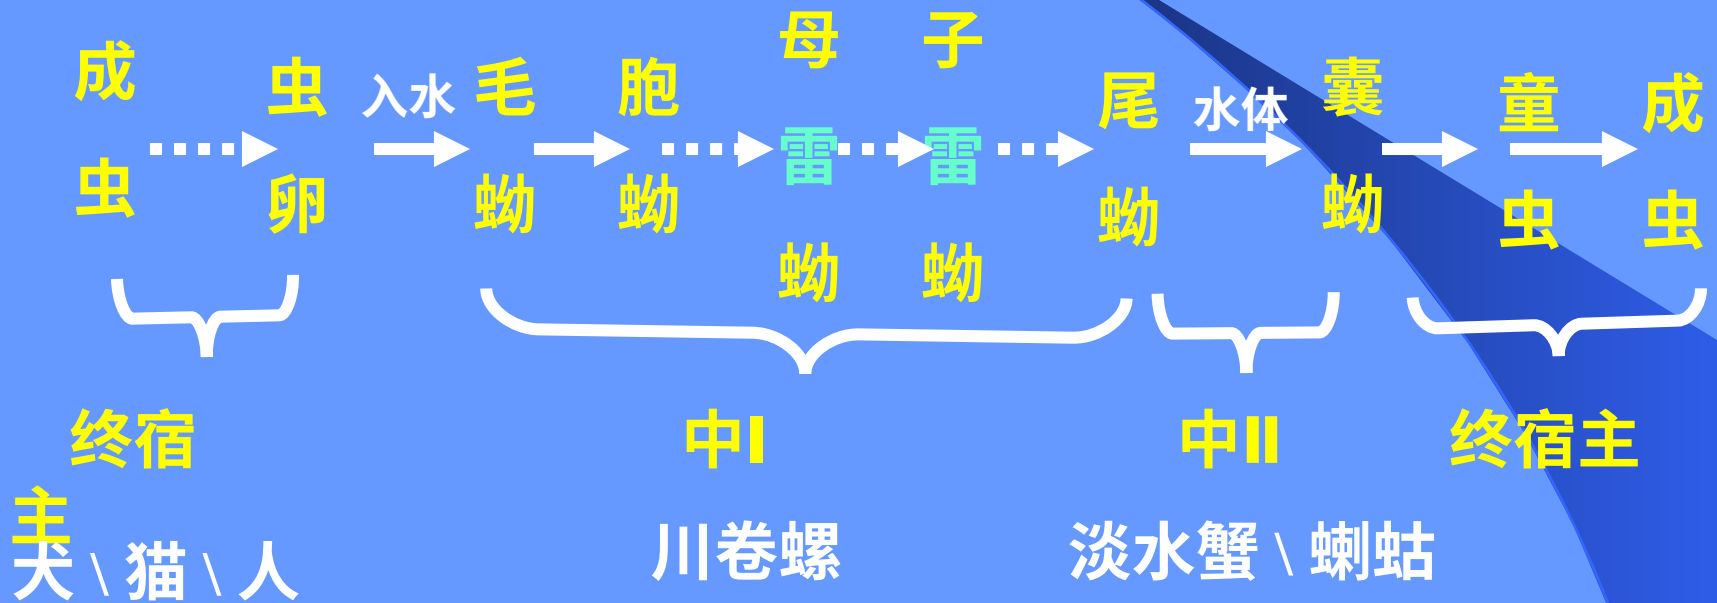 成虫
虫卵
入水
毛蚴
胞蚴
母雷蚴
子雷蚴
尾蚴
水体
囊蚴
童虫
成虫
终宿主
中Ⅰ
中Ⅱ
终宿主
犬 \ 猫 \ 人
川卷螺
淡水蟹 \ 蝲蛄